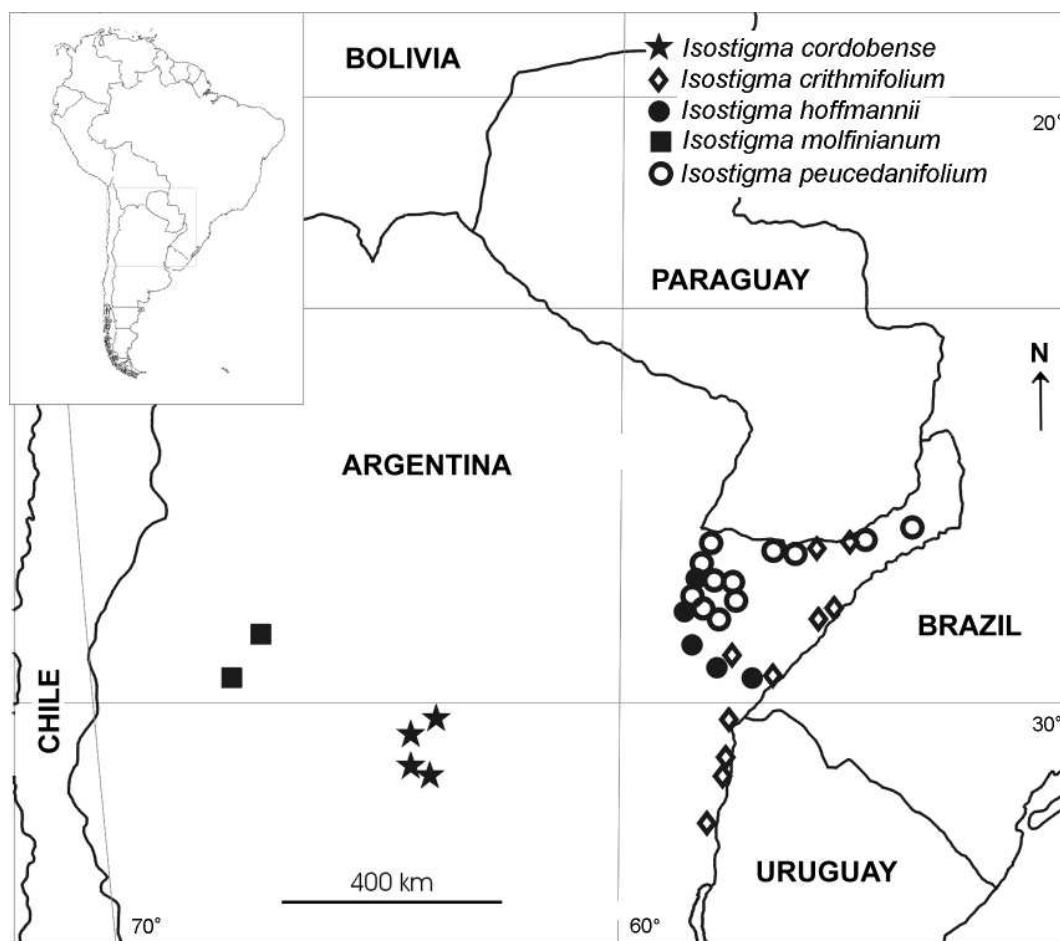 BOLIVIA
Isostigma cordobense
Isostigma crithmifolium
Isostigma hoffmannii
Isostigma molfinianum
Isostigma peucedanifolium
20°
PARAGUAY
N
ARGENTINA
BRAZIL
CHILE
30°
URUGUAY
400 km
70°
60°